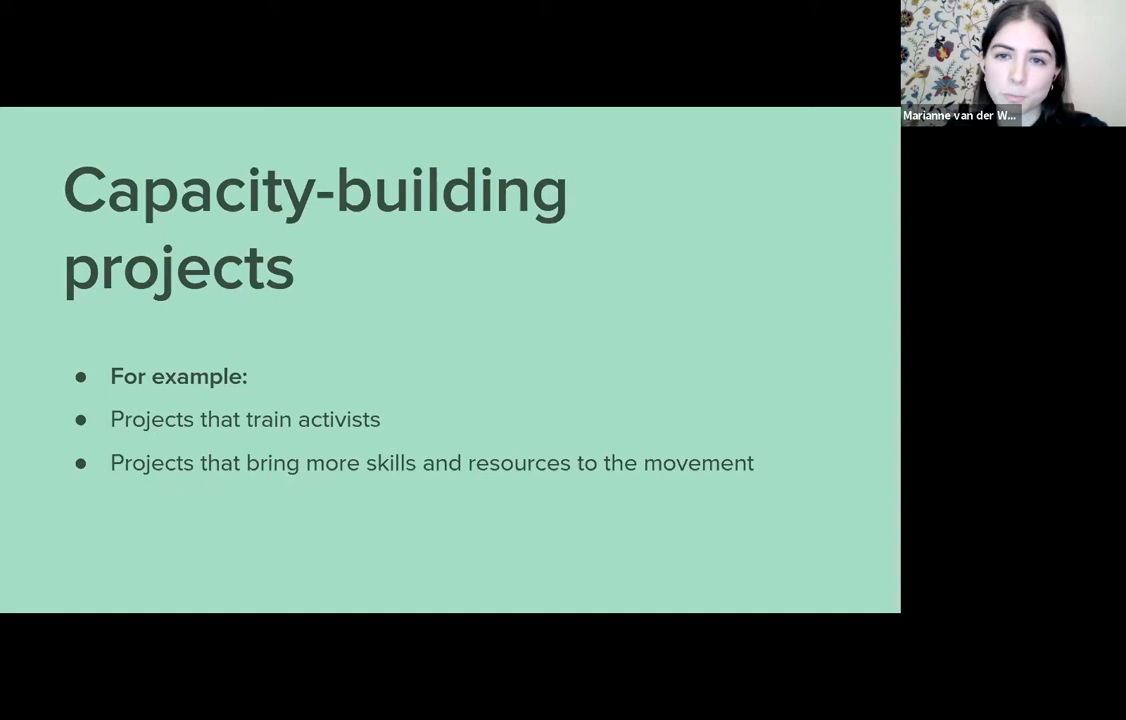 Marianne van der W...
Capacity-building
projects
● For example:
● Projects that train activists
● Projects that bring more skills and resources to the movement